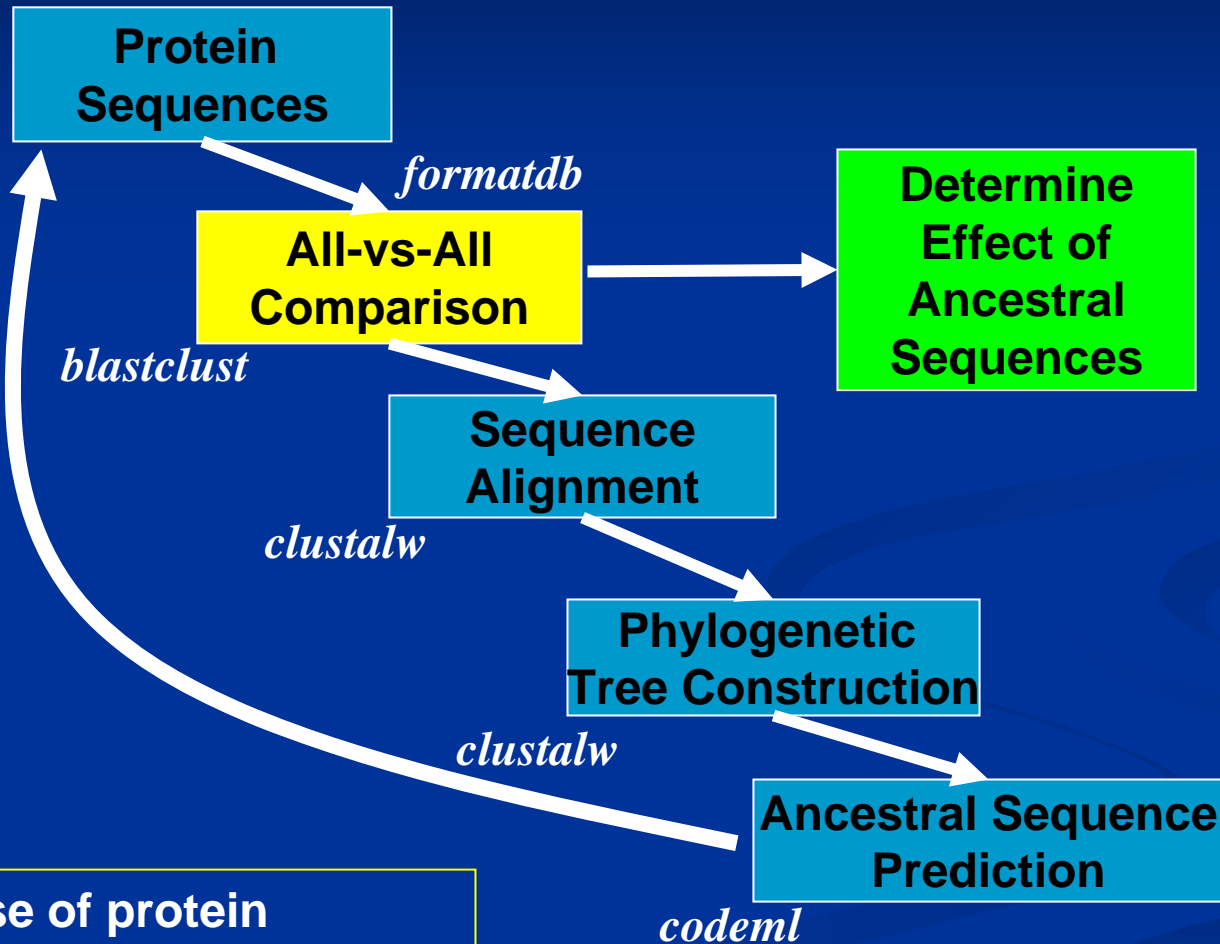 Protein
Sequences
formatdb
All-vs-All
Comparison
Determine
Effect of
Ancestral
Sequences
blastclust
Sequence
Alignment
clustalw
Phylogenetic
Tree Construction
clustalw
Ancestral Sequence
Prediction
of protein
codeml